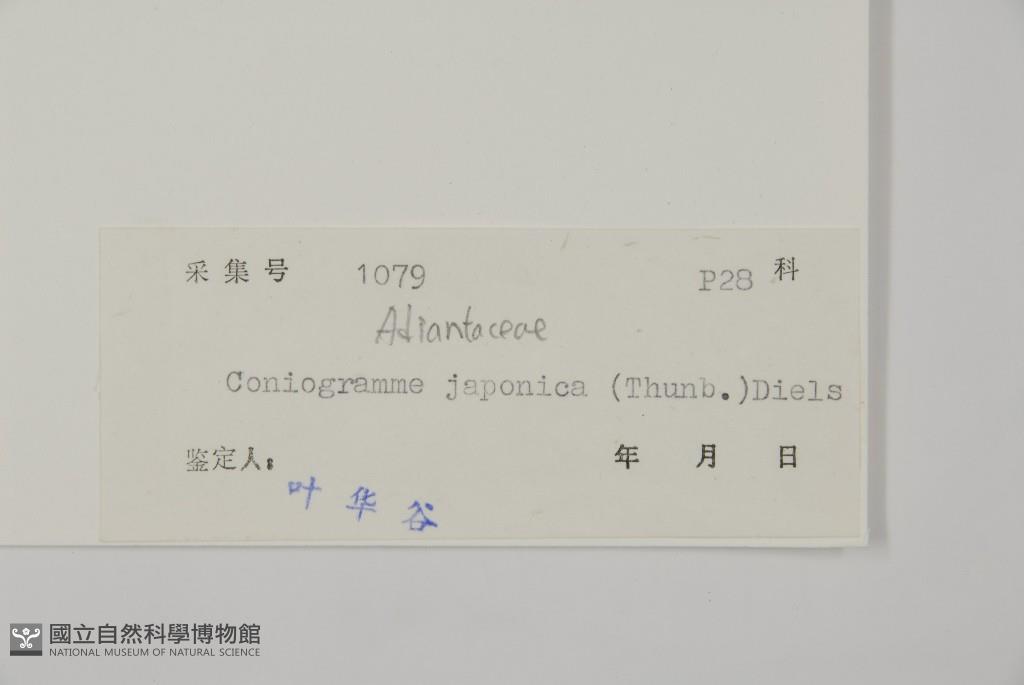 采集号 1079 P28 科
Adiantaceae
Coniogramme japonica (Thunb.)Diels
鉴定人: 年 月 日
叶华谷
國立自然科學博物館
NATIONAL MUSEUM OF NATURAL SCIENCE